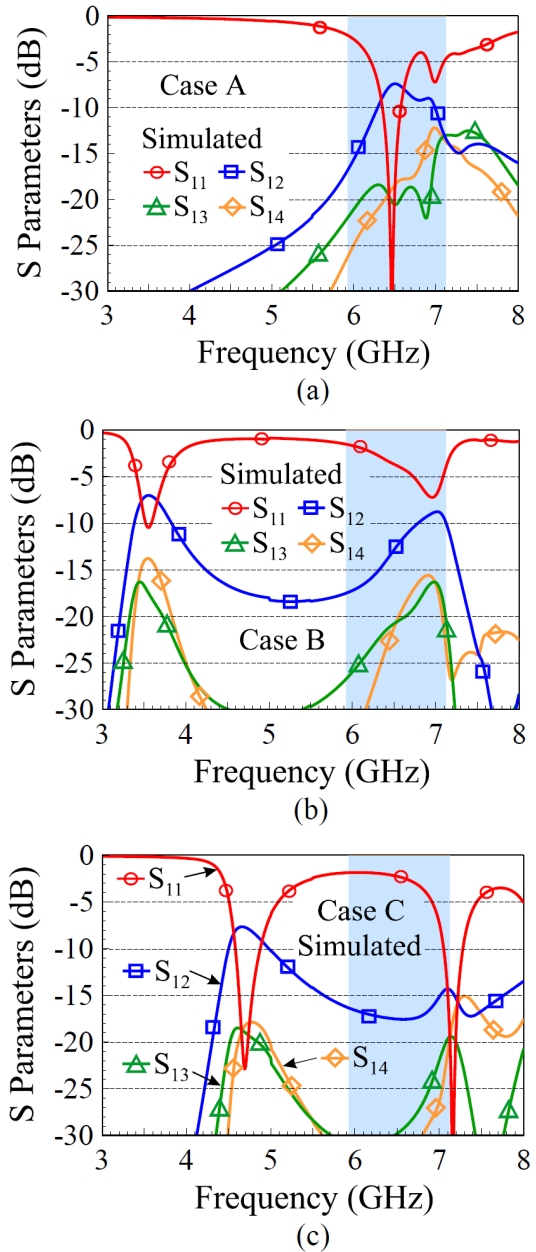 0
-5
-10
-15
-20
-25
-30
S Parameters (dB)
Case A
Simulated
S11 S12
S13 S14
3 4 5 6 7 8
Frequency (GHz)
(a)
0
-5
-10
-15
-20
-25
-30
S Parameters (dB)
Simulated
S11 S12
S13 S14
Case B
3 4 5 6 7 8
Frequency (GHz)
(b)
0
-5
-10
-15
-20
-25
-30
S Parameters (dB)
S11
Case C
Simulated
S12
S13
S14
3 4 5 6 7 8
Frequency (GHz)
(c)